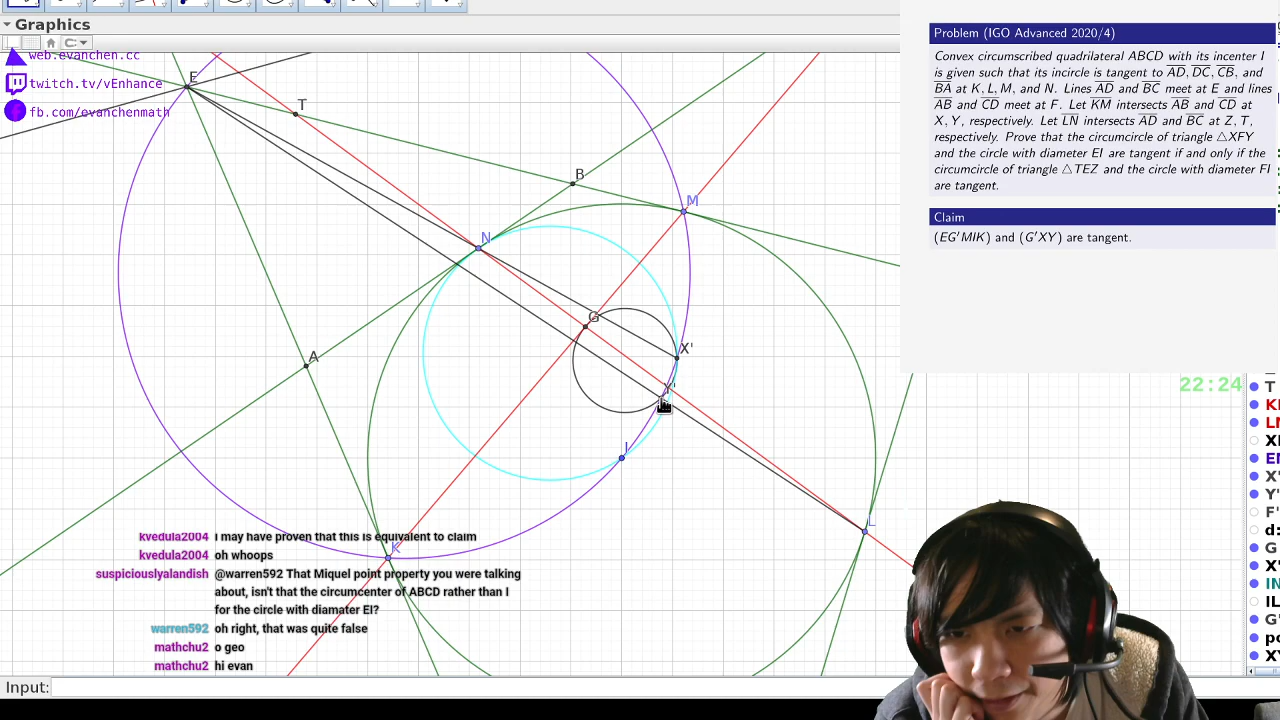 Graphics
web.evanchen.cc
twitch.tv/vEnhance
fb.com/evanchenmath
E
T
B
M
N
G
A
X'
Y'
I
L
K
Problem (IGO Advanced 2020/4)
Convex circumscribed quadrilateral ABCD with its incenter I
is given such that its incircle is tangent to AD, DC, CB, and
BA at K, L, M, and N. Lines AD and BC meet at E and lines
AB and CD meet at F. Let KM intersects AB and CD at
X, Y, respectively. Let LN intersects AD and BC at Z, T,
respectively. Prove that the circumcircle of triangle △XFY
and the circle with diameter EI are tangent if and only if the
circumcircle of triangle △TEZ and the circle with diameter FI
are tangent.
Claim
(EG'MIK) and (G'XY) are tangent.
22:24
T
X'
Y'
F'
d:
G
X'
IN
IL
G'
po
XY
kvedula2004 i may have proven that this is equivalent to claim
kvedula2004 oh whoops
suspiciouslyalandish @warren592 That Miquel point property you were talking
about, isn't that the circumcenter of ABCD rather than I
for the circle with diamater EI?
warren592 oh right, that was quite false
mathchu2 o geo
mathchu2 hi evan
Input: